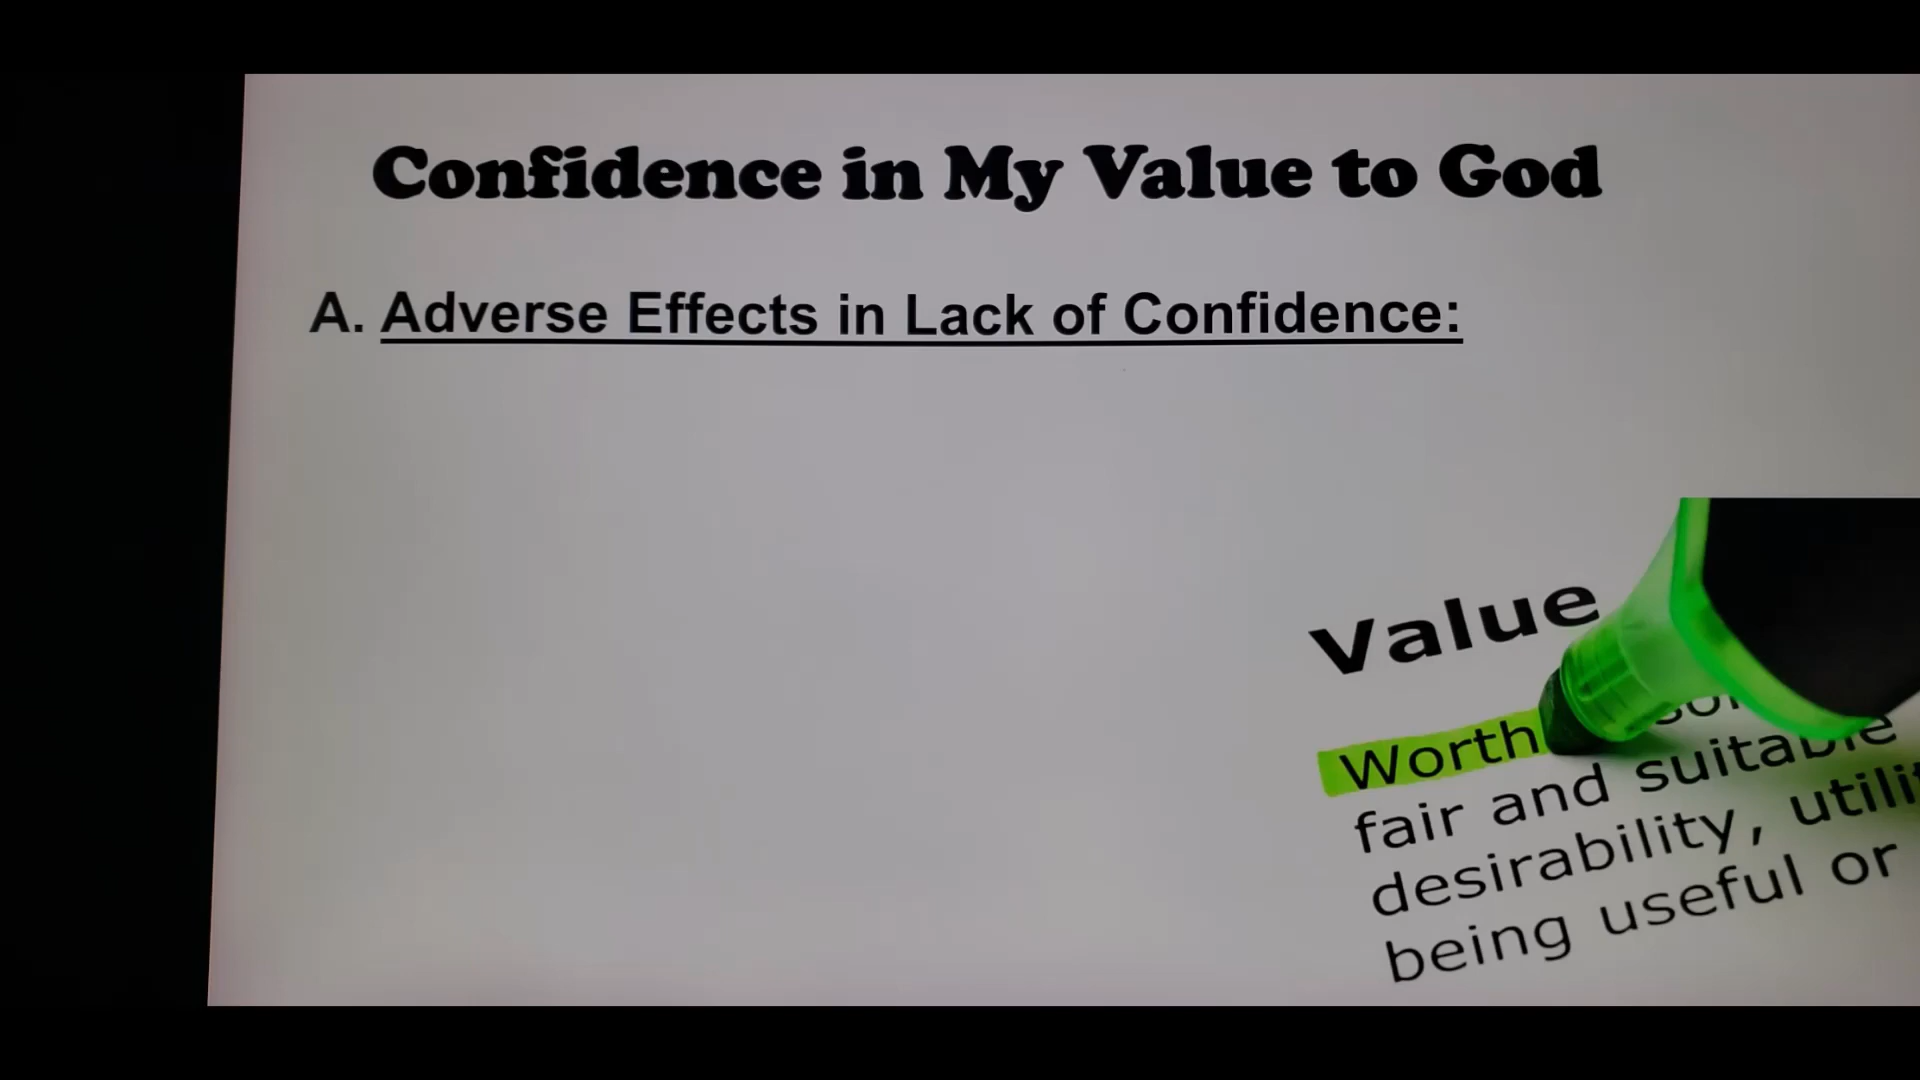 Confidence in My Value to God
A. Adverse Effects in Lack of Confidence:
Value
Worth
fair and suitable
desirability,
being useful or